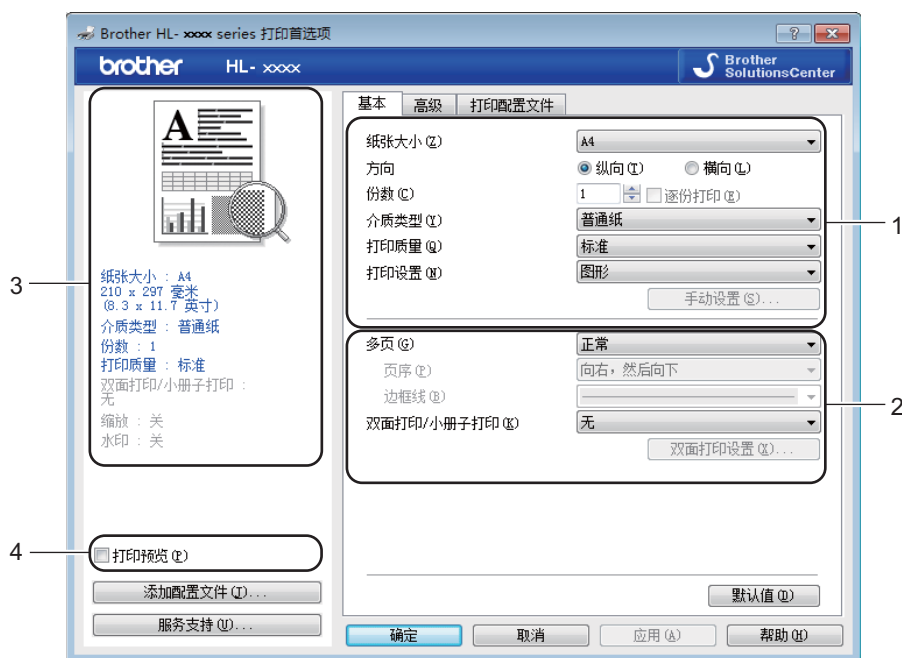 Brother HL- xxxx series 打印首选项
brother HL- xxxx
Brother
SolutionsCenter
基本 高级 打印配置文件
A
纸张大小(Z) A4
方向 纵向(T) 横向(L)
份数(C) 1 逐份打印(E)
介质类型(Y) 普通纸
打印质量(Q) 标准
打印设置(N) 图形
手动设置(S)...
1
多页(G) 正常
页序(P) 向右，然后向下
边框线(B)
双面打印/小册子打印(K) 无
双面打印设置(X)...
2
3
纸张大小 : A4
210 x 297 毫米
(8.3 x 11.7 英寸)
介质类型 : 普通纸
份数 : 1
打印质量 : 标准
双面打印/小册子打印 :
无
缩放 : 关
水印 : 关
4
打印预览(P)
添加配置文件(J)...
服务支持(U)...
默认值(D)
确定 取消 应用(A) 帮助(H)